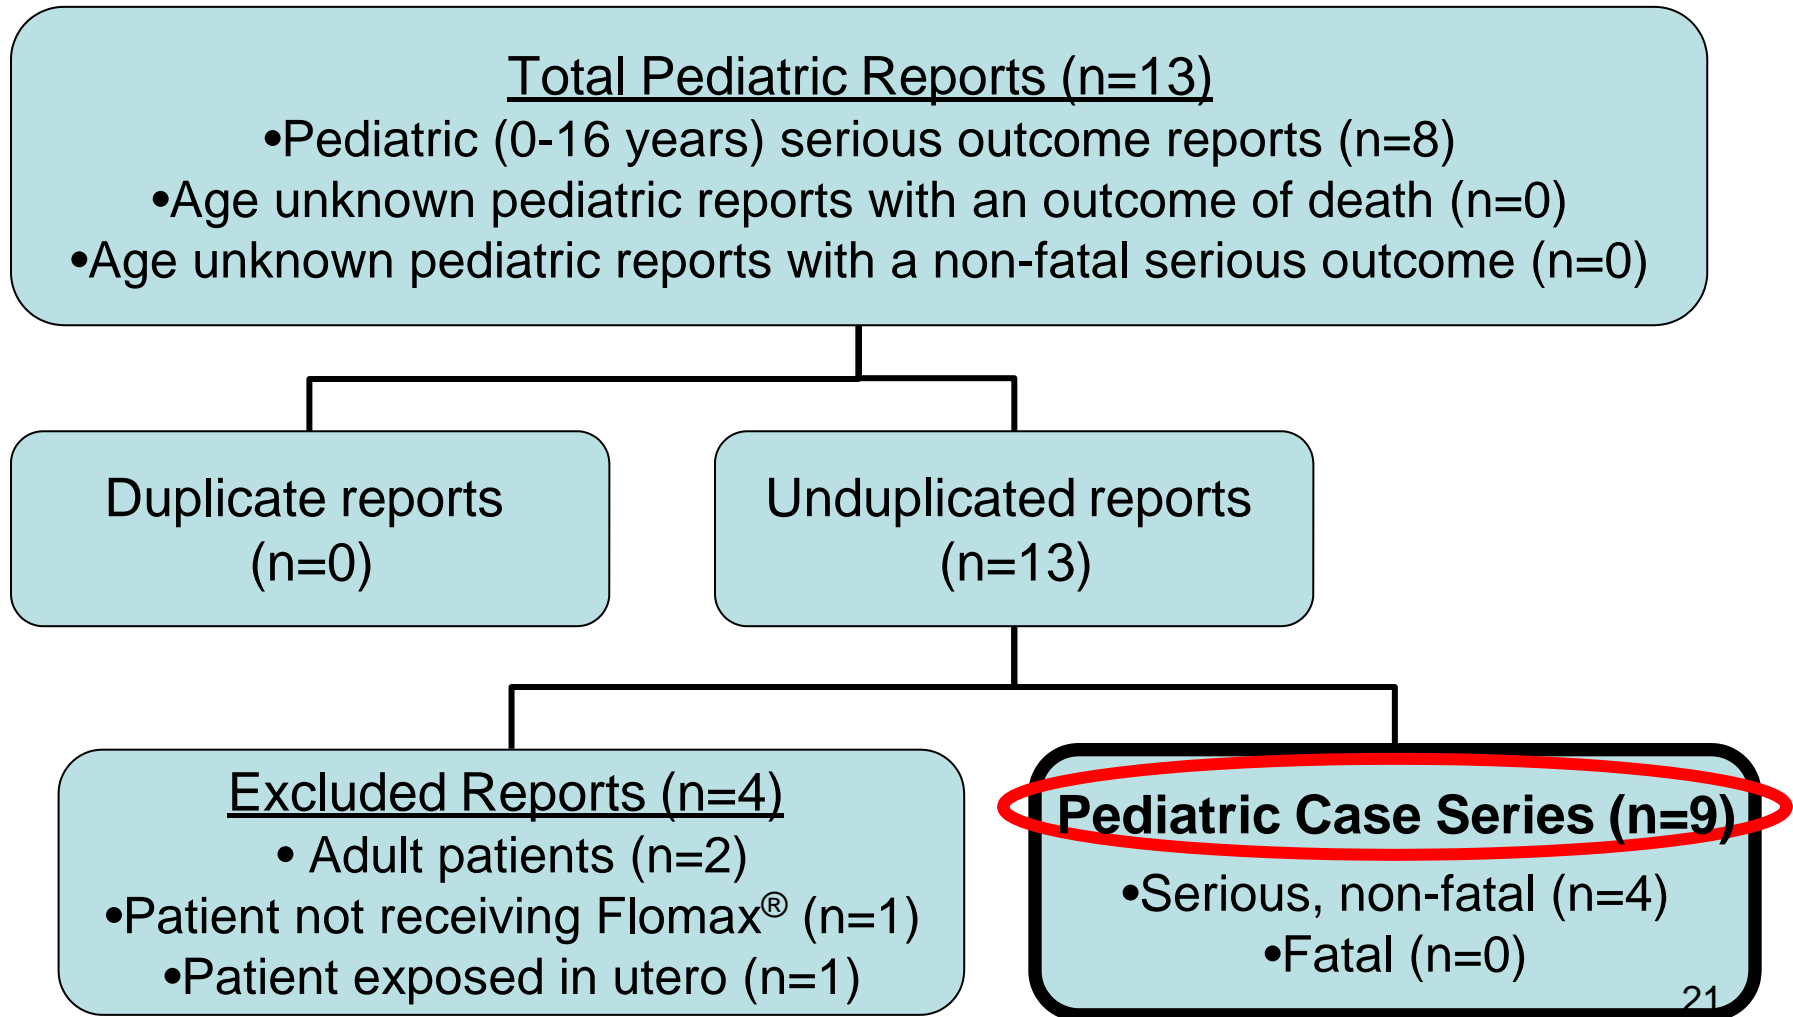 Total Pediatric Reports (n=13)
•Pediatric (0-16 years) serious outcome reports (n=8)
•Age unknown pediatric reports with an outcome of death (n=0)
•Age unknown pediatric reports with a non-fatal serious outcome (n=0)
Duplicate reports
(n=0)
Unduplicated reports
(n=13)
Excluded Reports (n=4)
• Adult patients (n=2)
•Patient not receiving Flomax® (n=1)
•Patient exposed in utero (n=1)
Pediatric Case Series (n=9)
•Serious, non-fatal (n=4)
•Fatal (n=0)
21